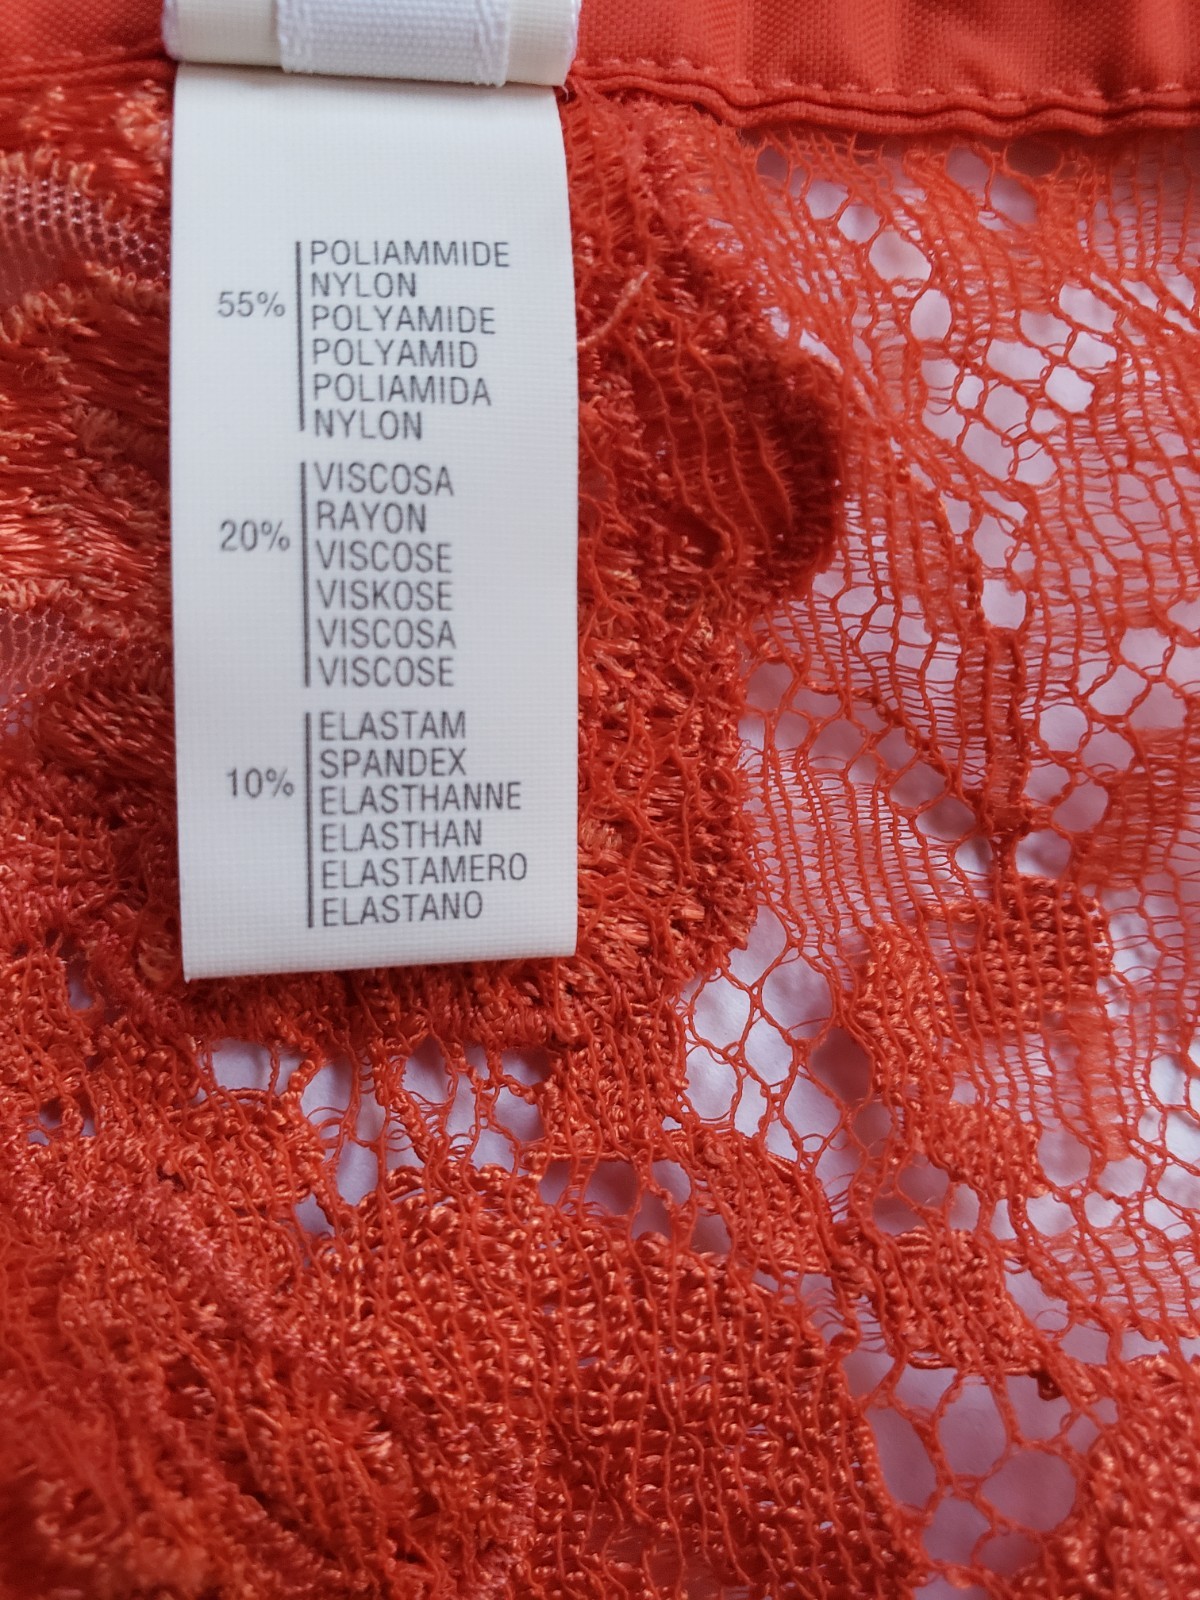 55%
POLIAMMIDE
NYLON
POLYAMIDE
POLYAMID
POLIAMIDA
NYLON
20%
VISCOSA
RAYON
VISCOSE
VISKOSE
VISCOSA
VISCOSE
10%
ELASTAM
SPANDEX
ELASTHANNE
ELASTHAN
ELASTAMERO
ELASTANO